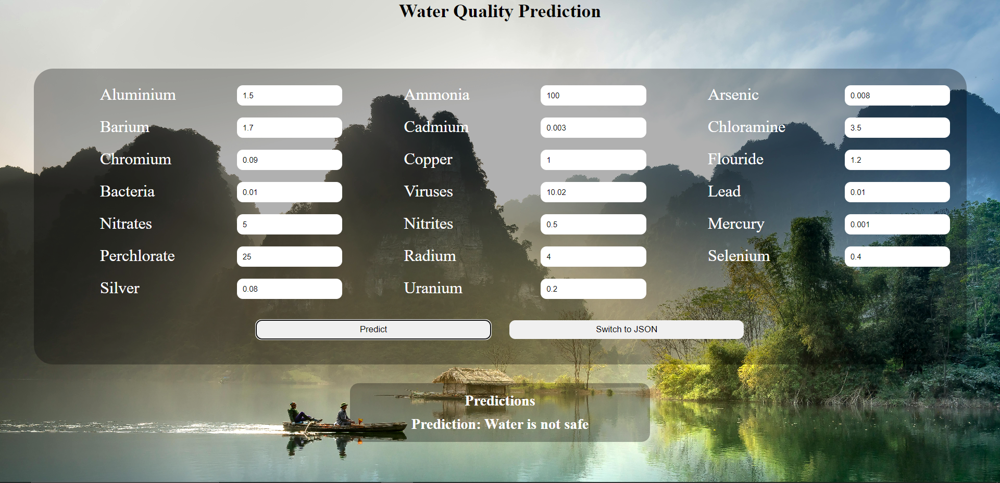 Water Quality Prediction
Aluminium 1.5 Ammonia 100 Arsenic 0.008
Barium 1.7 Cadmium 0.003 Chloramine 3.5
Chromium 0.09 Copper 1 Flouride 1.2
Bacteria 0.01 Viruses 10.02 Lead 0.01
Nitrates 5 Nitrites 0.5 Mercury 0.001
Perchlorate 25 Radium 4 Selenium 0.4
Silver 0.08 Uranium 0.2
Predict Switch to JSON
Predictions
Prediction: Water is not safe